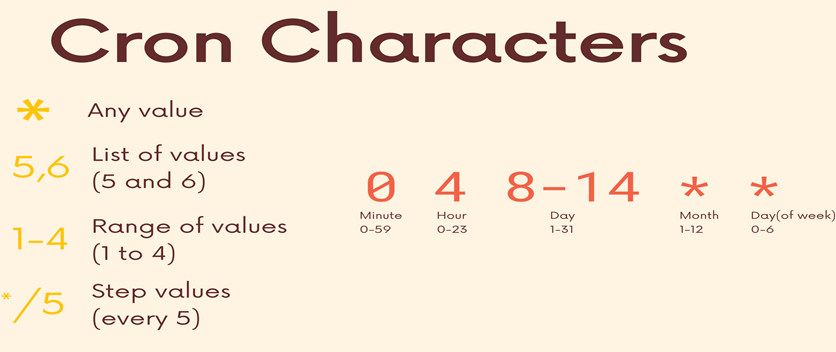 Cron Characters
* Any value
5,6 List of values
(5 and 6)
1-4 Range of values
(1 to 4)
*/5 Step values
(every 5)
0 4 8-14 * *
Minute Hour Day Month Day(of week)
0-59 0-23 1-31 1-12 0-6